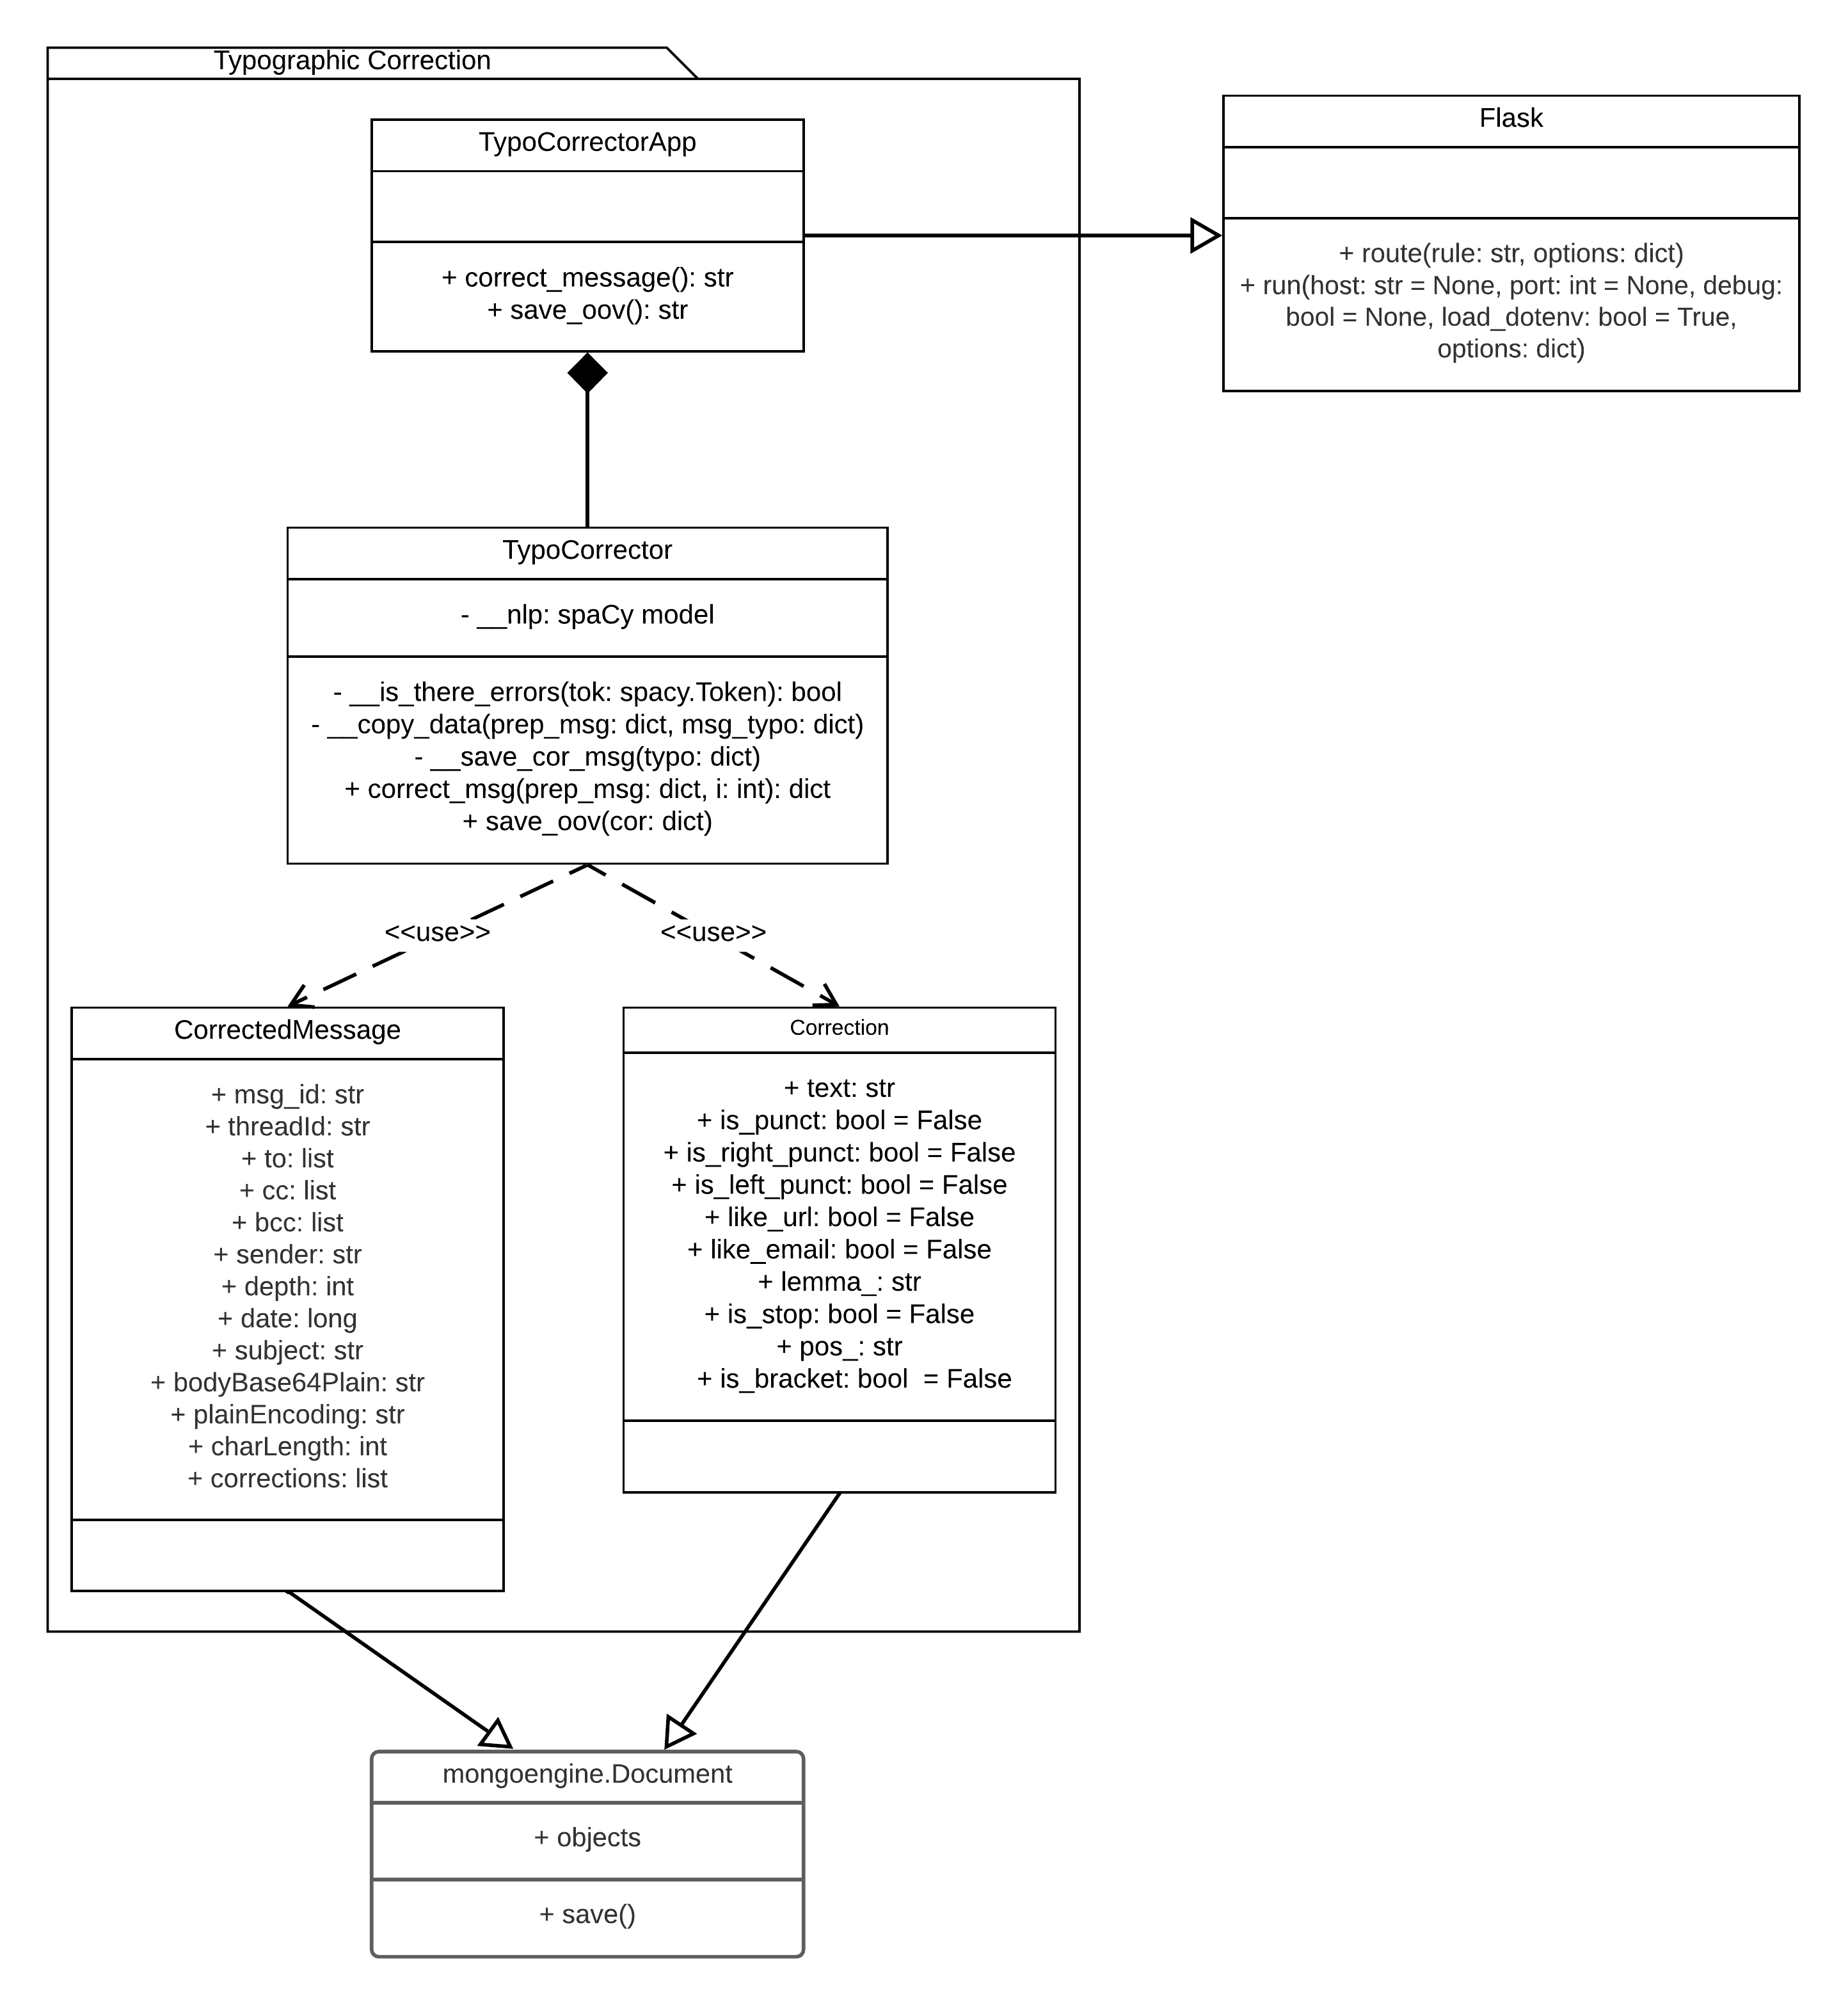 Typographic Correction
TypoCorrectorApp
+ correct_message(): str
+ save_oov(): str
Flask
+ route(rule: str, options: dict)
+ run(host: str = None, port: int = None, debug:
bool = None, load_dotenv: bool = True,
options: dict)
TypoCorrector
- __nlp: spaCy model
- __is_there_errors(tok: spacy.Token): bool
- __copy_data(prep_msg: dict, msg_typo: dict)
- __save_cor_msg(typo: dict)
+ correct_msg(prep_msg: dict, i: int): dict
+ save_oov(cor: dict)
<<use>>
<<use>>
CorrectedMessage
+ msg_id: str
+ threadId: str
+ to: list
+ cc: list
+ bcc: list
+ sender: str
+ depth: int
+ date: long
+ subject: str
+ bodyBase64Plain: str
+ plainEncoding: str
+ charLength: int
+ corrections: list
Correction
+ text: str
+ is_punct: bool = False
+ is_right_punct: bool = False
+ is_left_punct: bool = False
+ like_url: bool = False
+ like_email: bool = False
+ lemma_: str
+ is_stop: bool = False
+ pos_: str
+ is_bracket: bool  = False
mongoengine.Document
+ objects
+ save()